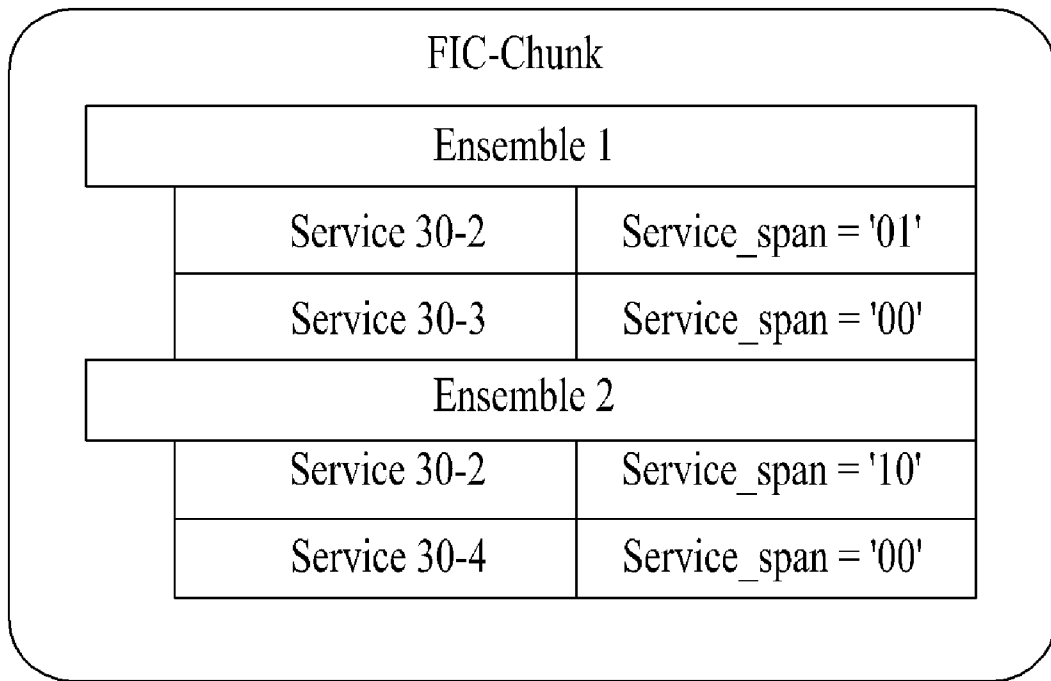 FIC-Chunk
Ensemble 1
Service 30-2 Service_span = '01'
Service 30-3 Service_span = '00'
Ensemble 2
Service 30-2 Service_span = '10'
Service 30-4 Service_span = '00'